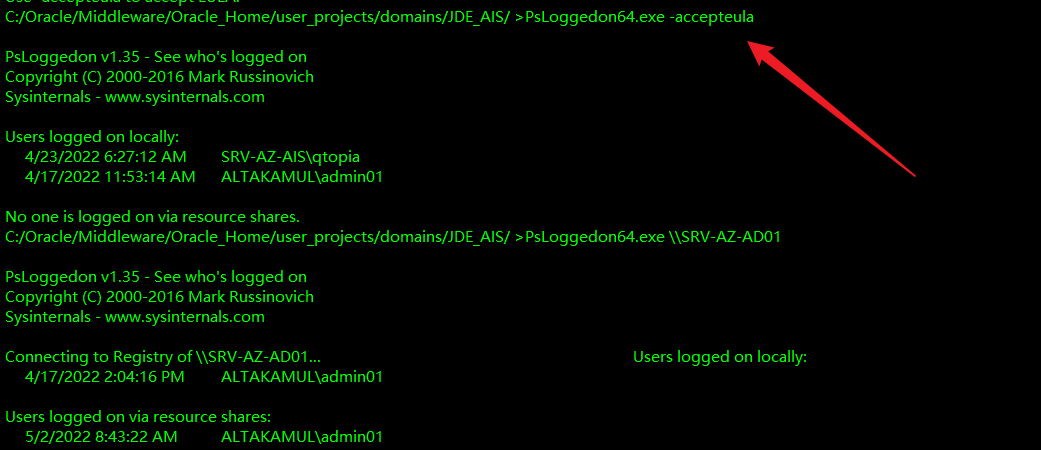 C:/Oracle/Middleware/Oracle_Home/user_projects/domains/JDE_AIS/ >PsLoggedon64.exe -accepteula
PsLoggedon v1.35 - See who's logged on
Copyright (C) 2000-2016 Mark Russinovich
Sysinternals - www.sysinternals.com
Users logged on locally:
4/23/2022 6:27:12 AM SRV-AZ-AIS\qtopia
4/17/2022 11:53:14 AM ALTAKAMUL\admin01
No one is logged on via resource shares.
C:/Oracle/Middleware/Oracle_Home/user_projects/domains/JDE_AIS/ >PsLoggedon64.exe \\SRV-AZ-AD01
PsLoggedon v1.35 - See who's logged on
Copyright (C) 2000-2016 Mark Russinovich
Sysinternals - www.sysinternals.com
Connecting to Registry of \\SRV-AZ-AD01... Users logged on locally:
4/17/2022 2:04:16 PM ALTAKAMUL\admin01
Users logged on via resource shares:
5/2/2022 8:43:22 AM ALTAKAMUL\admin01